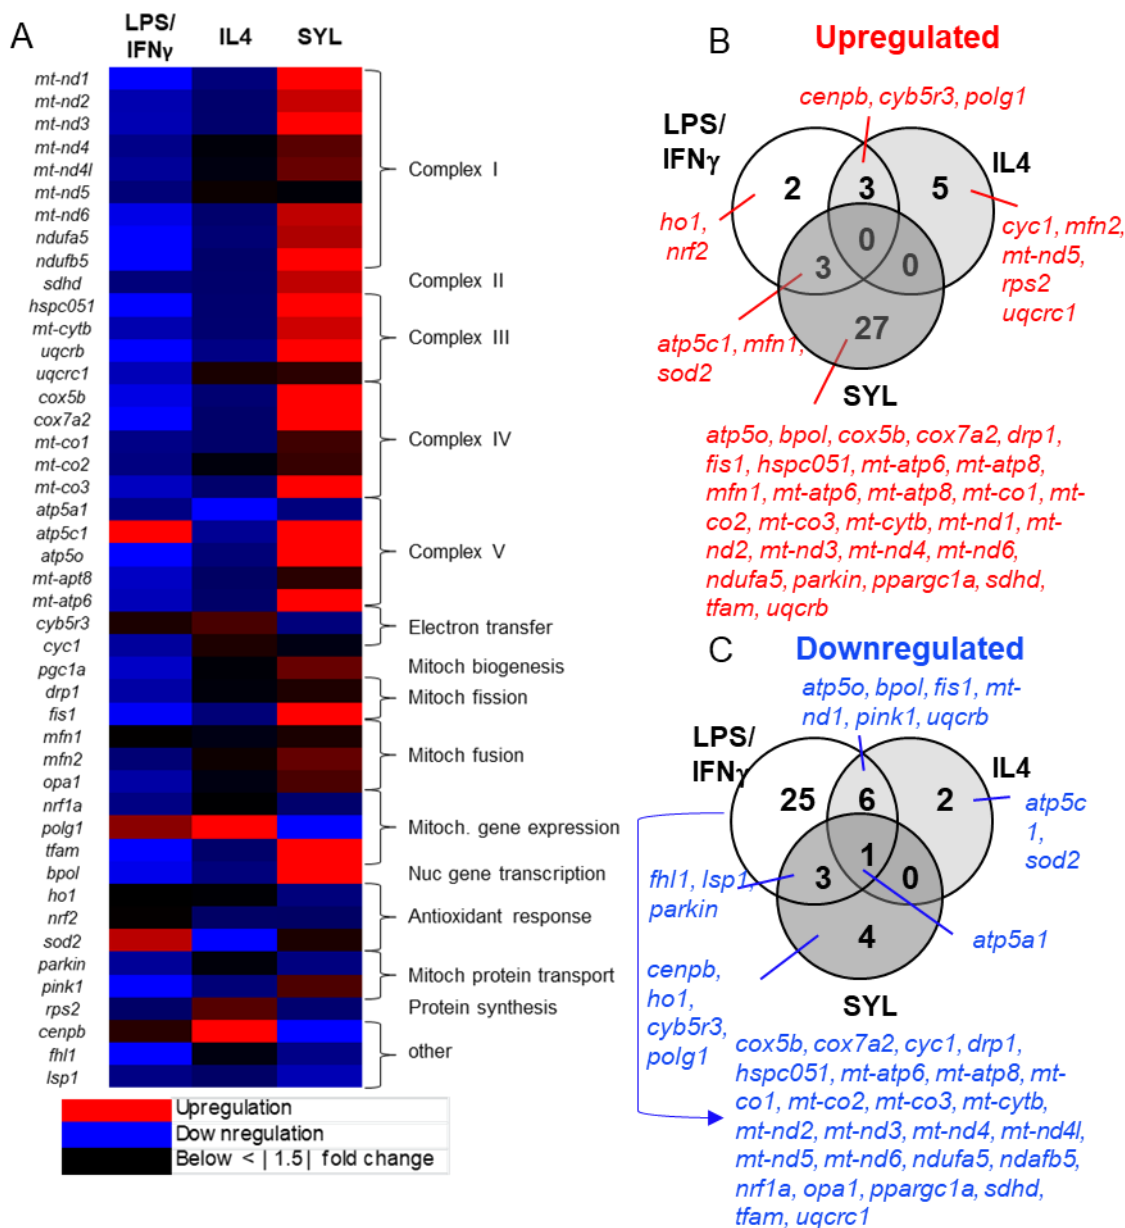 A
LPS/
IFNγ
IL4
SYL
mt-nd1
mt-nd2
mt-nd3
mt-nd4
mt-nd4l
mt-nd5
mt-nd6
ndufa5
ndufb5
sdhd
hspc051
mt-cytb
uqcrb
uqcrc1
cox5b
cox7a2
mt-co1
mt-co2
mt-co3
atp5a1
atp5c1
atp5o
mt-apt8
mt-atp6
cyb5r3
cyc1
pgc1a
drp1
fis1
mfn1
mfn2
opa1
nrf1a
polg1
tfam
bpol
ho1
nrf2
sod2
parkin
pink1
rps2
cenpb
fhl1
lsp1
Complex I
Complex II
Complex III
Complex IV
Complex V
Electron transfer
Mitoch biogenesis
Mitoch fission
Mitoch fusion
Mitoch. gene expression
Nuc gene transcription
Antioxidant response
Mitoch protein transport
Protein synthesis
other
Upregulation
Dow nregulation
Below < | 1.5 | fold change
B
Upregulated
cenpb, cyb5r3, polg1
LPS/
IFNγ
IL4
2
3
5
0
3
0
27
ho1,
nrf2
cyc1, mfn2,
mt-nd5,
rps2
uqcrc1
atp5c1, mfn1,
sod2
SYL
atp5o, bpol, cox5b, cox7a2, drp1,
fis1, hspc051, mt-atp6, mt-atp8,
mfn1, mt-atp6, mt-atp8, mt-co1, mt-
co2, mt-co3, mt-cytb, mt-nd1, mt-
nd2, mt-nd3, mt-nd4, mt-nd6,
ndufa5, parkin, ppargc1a, sdhd,
tfam, uqcrb
C
Downregulated
atp5o, bpol, fis1, mt-
nd1, pink1, uqcrb
LPS/
IFNγ
IL4
25
6
2
1
3
0
4
atp5c
1,
sod2
fhl1, lsp1,
parkin
atp5a1
cenpb,
ho1,
cyb5r3,
polg1
SYL
cox5b, cox7a2, cyc1, drp1,
hspc051, mt-atp6, mt-atp8, mt-
co1, mt-co2, mt-co3, mt-cytb,
mt-nd2, mt-nd3, mt-nd4, mt-nd4l,
mt-nd5, mt-nd6, ndufa5, ndafb5,
nrf1a, opa1, ppargc1a, sdhd,
tfam, uqcrc1